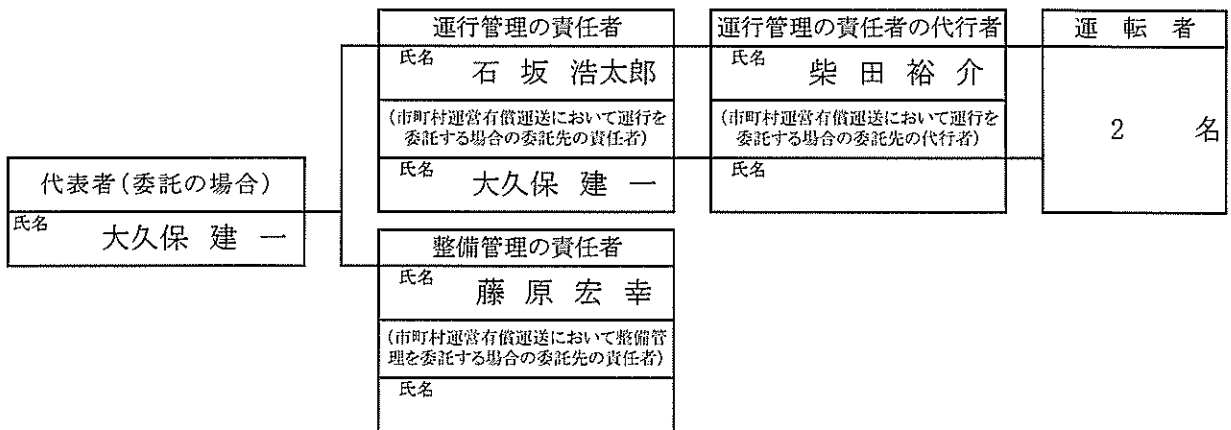 運行管理の責任者
氏名 石坂 浩太郎
(市町村運営有償運送において運行を
委託する場合の委託先の責任者)
氏名 大久保 建一
運行管理の責任者の代行者
氏名 柴田裕介
(市町村運営有償運送において運行を
委託する場合の委託先の代行者)
氏名
運転者
2 名
代表者(委託の場合)
氏名 大久保 建一
整備管理の責任者
氏名 藤原宏幸
(市町村運営有償運送において整備管
理を委託する場合の委託先の責任者)
氏名